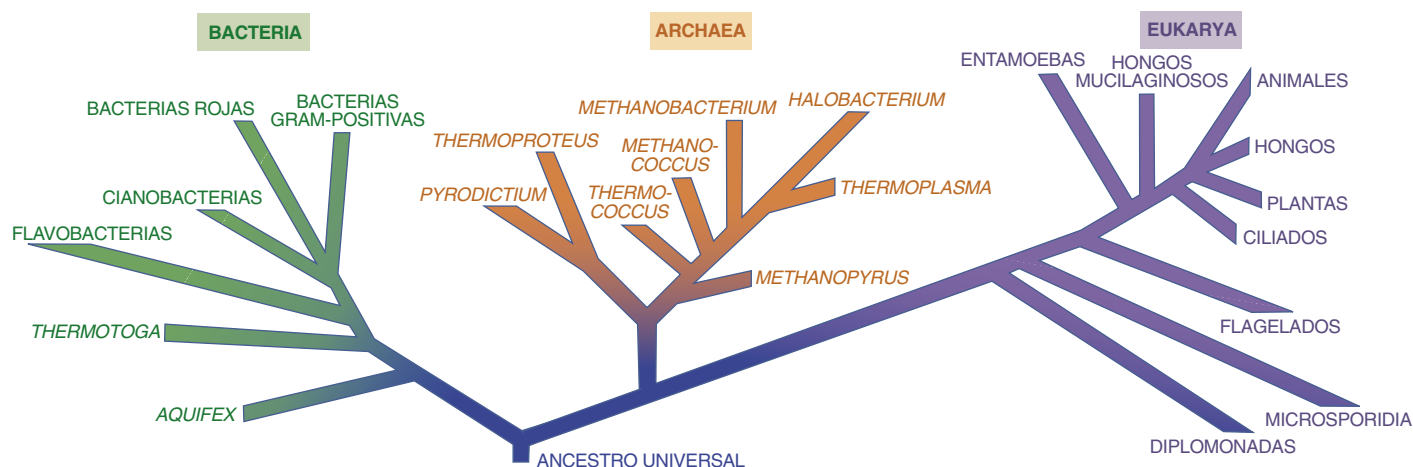 BACTERIA
ARCHAEA
EUKARYA
BACTERIAS ROJAS
BACTERIAS
GRAM-POSITIVAS
CIANOBACTERIAS
FLAVOBACTERIAS
THERMOTOGA
AQUIFEX
METHANOBACTERIUM
HALOBACTERIUM
THERMOPROTEUS
METHANO-
COCCUS
PYRODICTIUM
THERMO-
COCCUS
THERMOPLASMA
METHANOPYRUS
ENTAMOEBAS
HONGOS
MUCILAGINOSOS
ANIMALES
HONGOS
PLANTAS
CILIADOS
FLAGELADOS
MICROSPORIDIA
DIPLOMONADAS
ANCESTRO UNIVERSAL